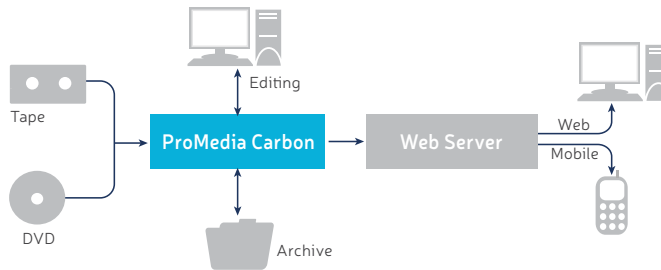 Editing
Tape
ProMedia Carbon
Web Server
Web
Mobile
DVD
Archive